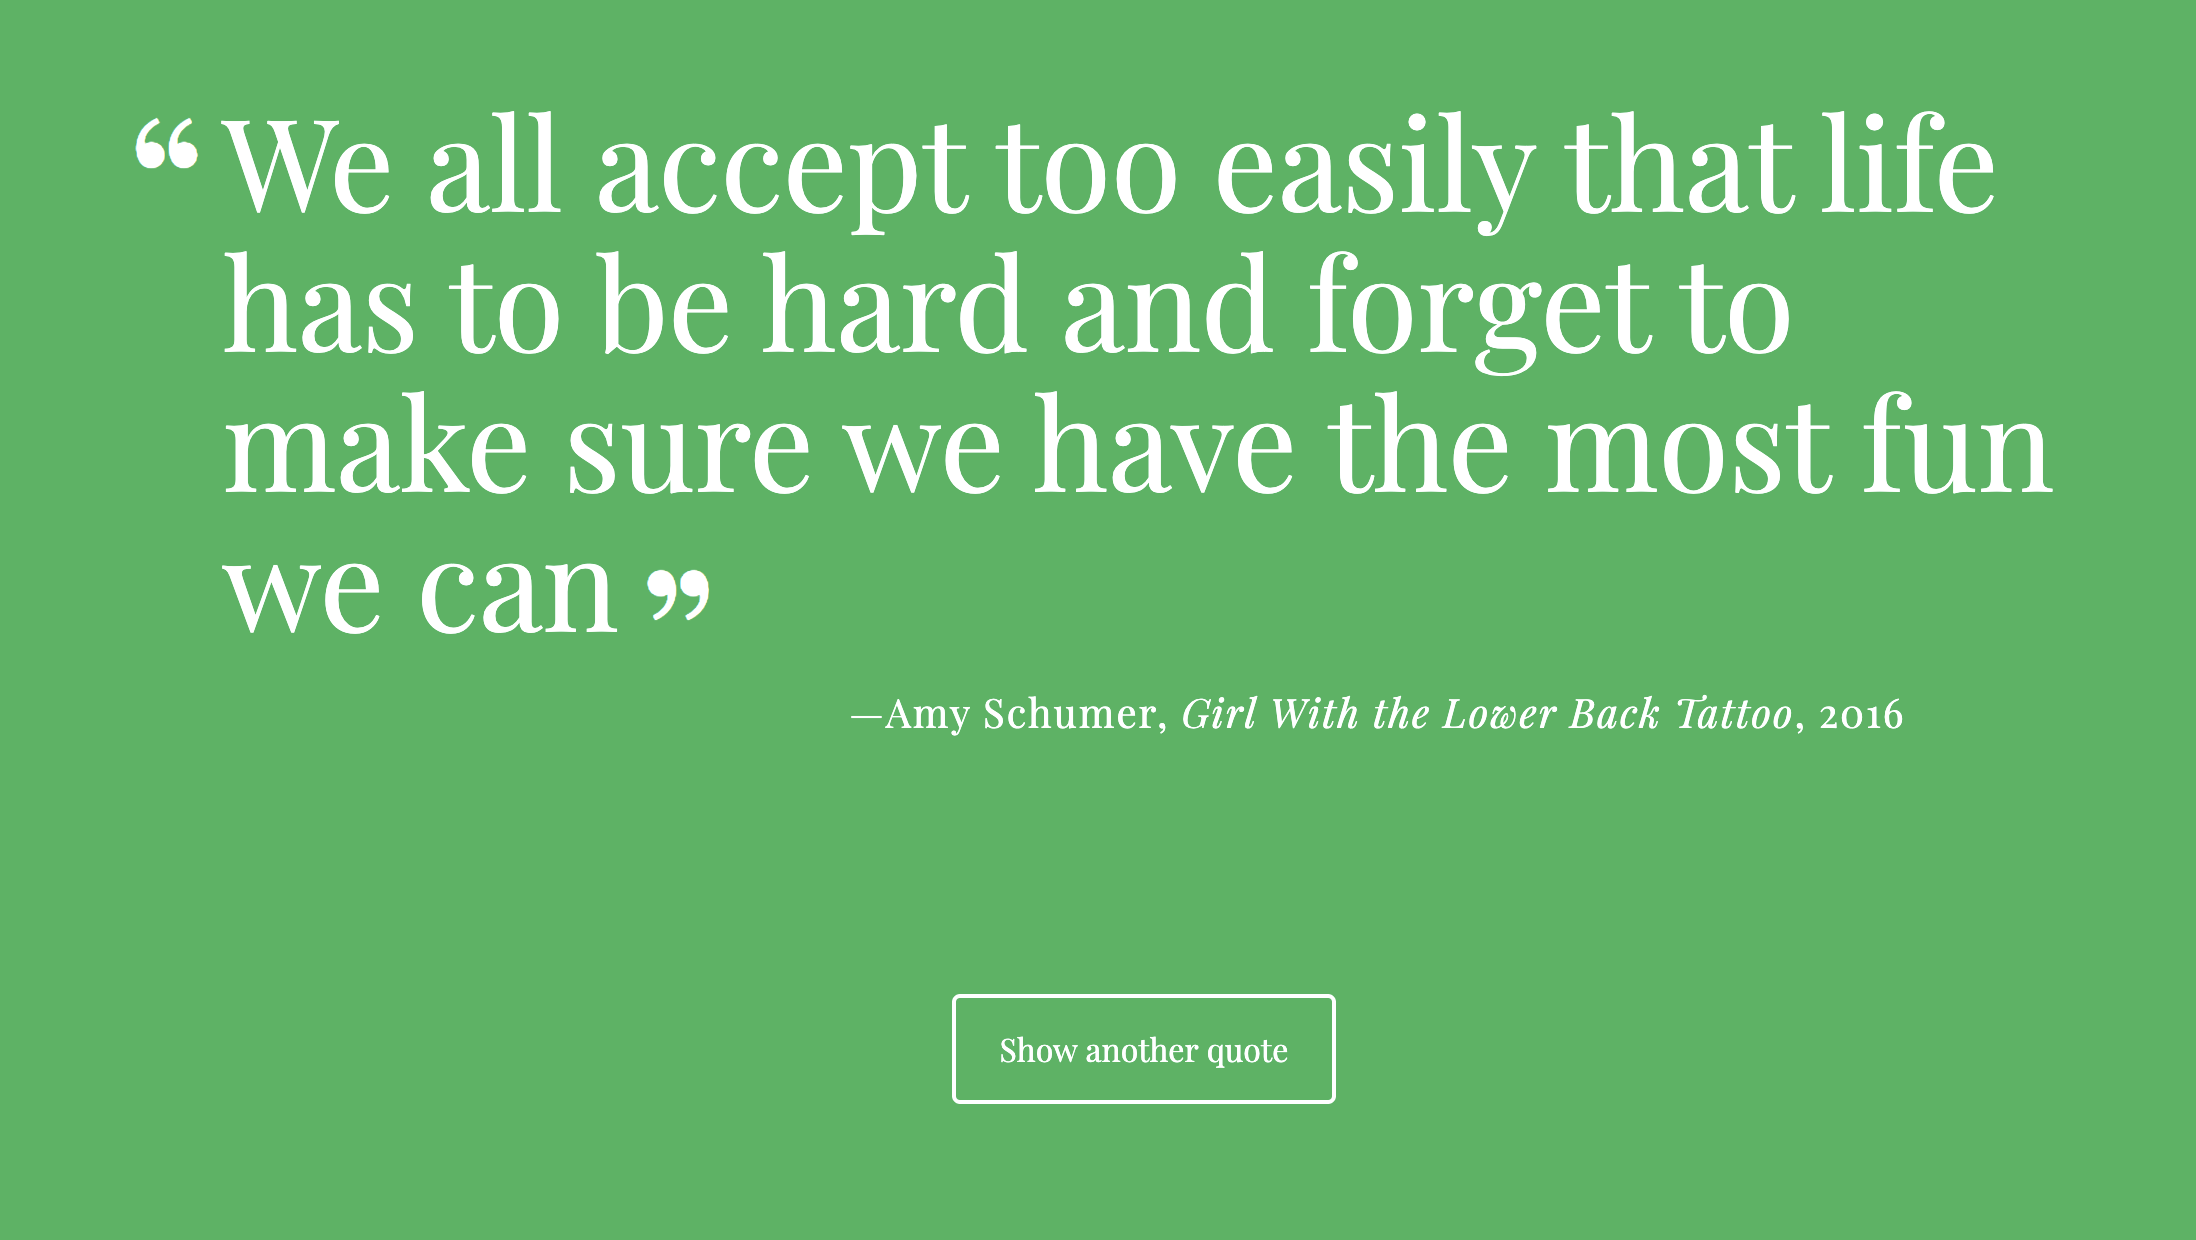 “We all accept too easily that life
has to be hard and forget to
make sure we have the most fun
we can”
—Amy Schumer, Girl With the Lower Back Tattoo, 2016
Show another quote